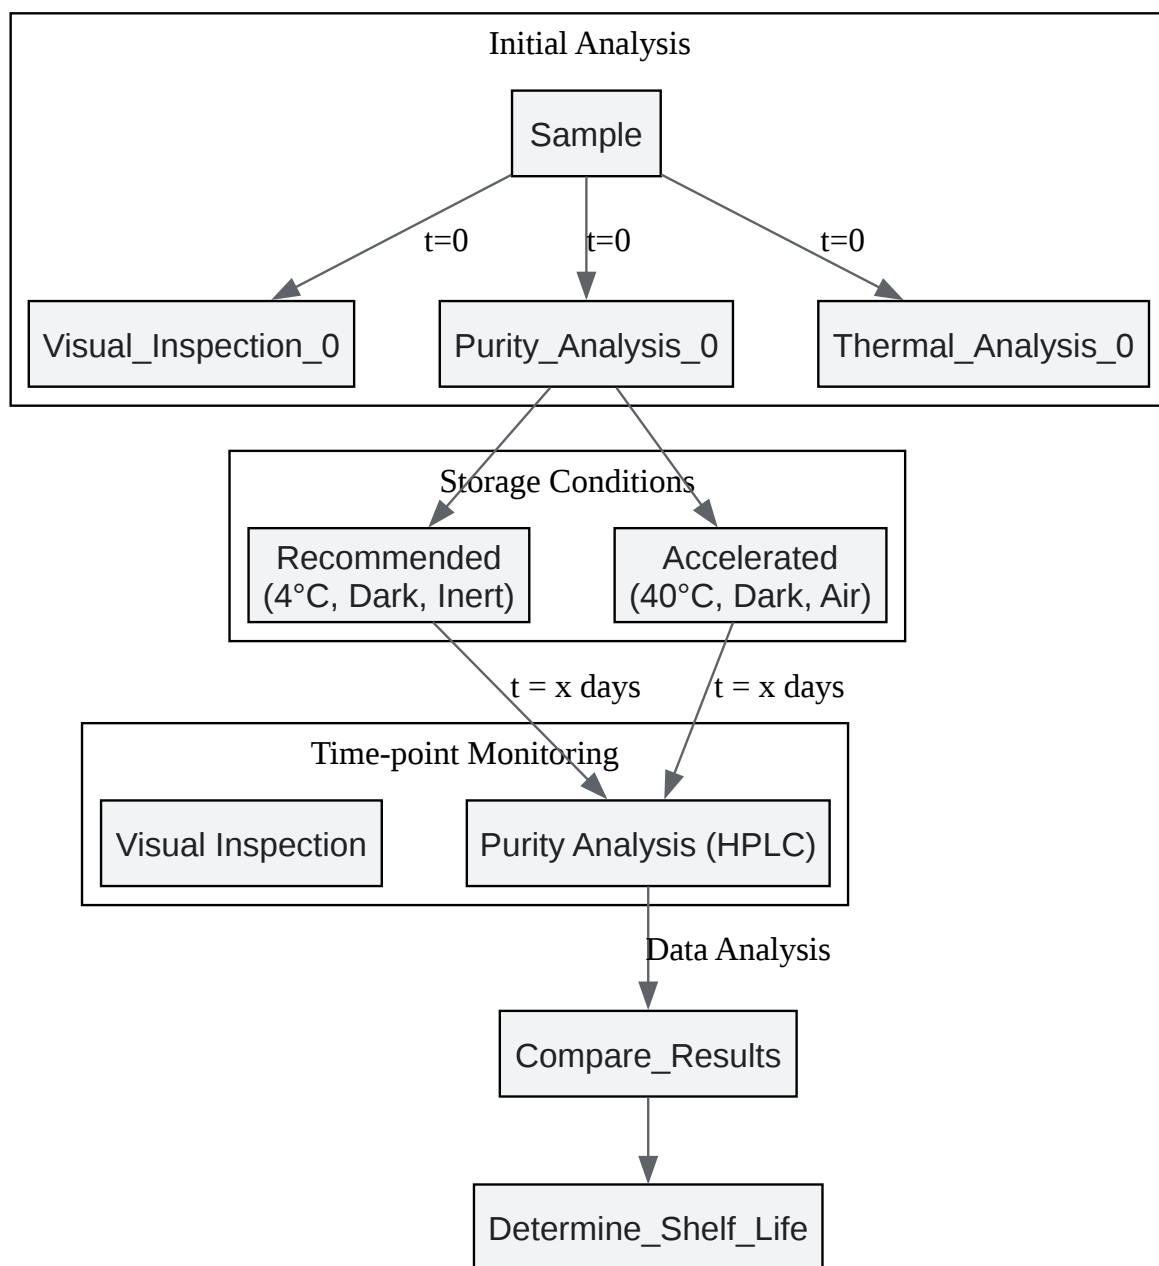 Initial Analysis
Sample
t=0
t=0
t=0
Visual_Inspection_0
Purity_Analysis_0
Thermal_Analysis_0
Storage Conditions
Recommended
(4°C, Dark, Inert)
Accelerated
(40°C, Dark, Air)
t = x days
t = x days
Time-point Monitoring
Visual Inspection
Purity Analysis (HPLC)
Data Analysis
Compare_Results
Determine_Shelf_Life